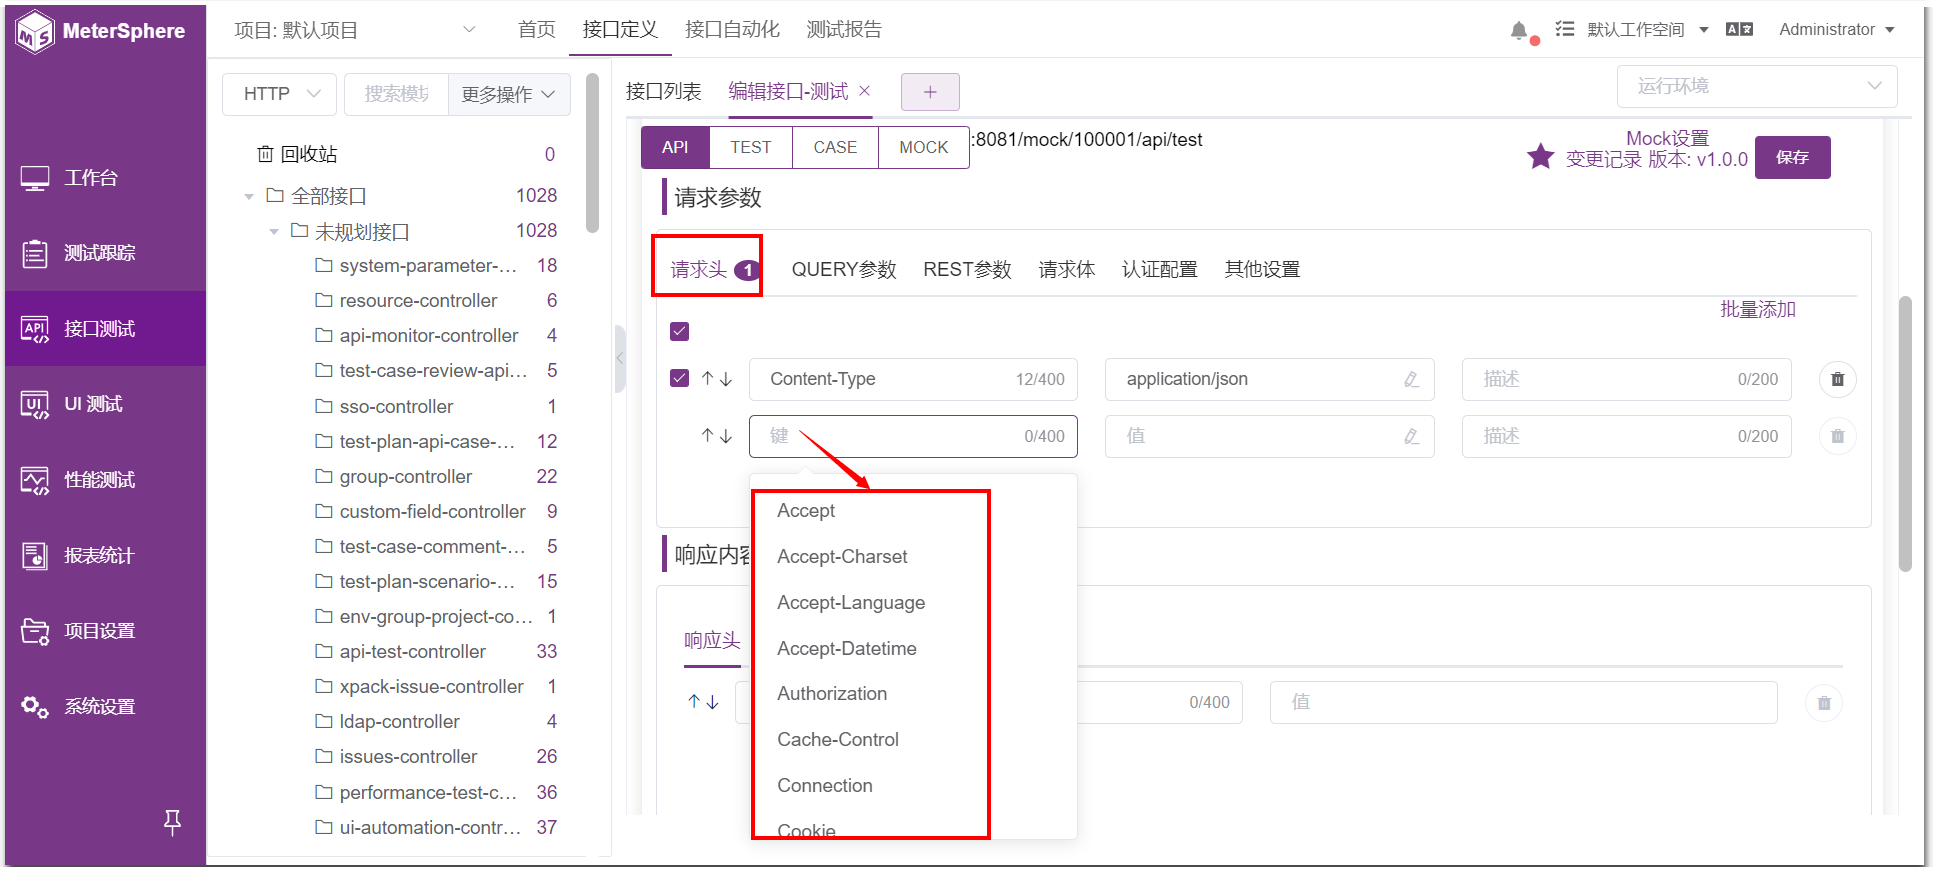 MeterSphere
项目: 默认项目
首页
接口定义
接口自动化
测试报告
默认工作空间
Administrator
工作台
测试跟踪
API
接口测试
UI
UI 测试
性能测试
报表统计
项目设置
系统设置
HTTP
搜索模块
更多操作
回收站 0
全部接口 1028
未规划接口 1028
system-parameter-... 18
resource-controller 6
api-monitor-controller 4
test-case-review-api... 5
sso-controller 1
test-plan-api-case-... 12
group-controller 22
custom-field-controller 9
test-case-comment-... 5
test-plan-scenario-... 15
env-group-project-co... 1
api-test-controller 33
xpack-issue-controller 1
ldap-controller 4
issues-controller 26
performance-test-c... 36
ui-automation-contr... 37
接口列表
编辑接口-测试
运行环境
API
TEST
CASE
MOCK
:8081/mock/100001/api/test
Mock设置
变更记录 版本: v1.0.0
保存
请求参数
请求头 1
QUERY参数
REST参数
请求体
认证配置
其他设置
批量添加
Content-Type 12/400
application/json
描述 0/200
键 0/400
值
描述 0/200
Accept
Accept-Charset
Accept-Language
Accept-Datetime
Authorization
Cache-Control
Connection
Cookie
响应内容
响应头
0/400
值